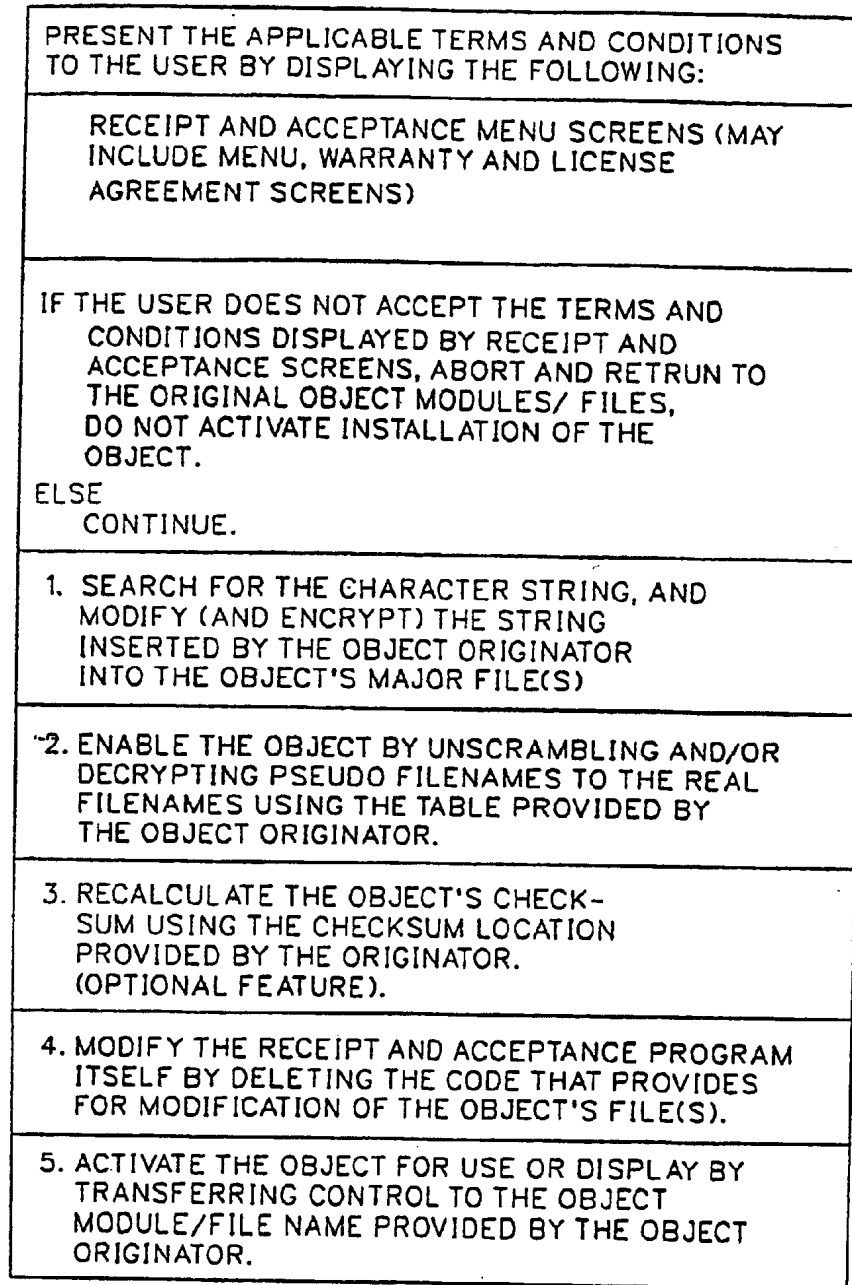 PRESENT THE APPLICABLE TERMS AND CONDITIONS
TO THE USER BY DISPLAYING THE FOLLOWING:
RECEIPT AND ACCEPTANCE MENU SCREENS (MAY
INCLUDE MENU, WARRANTY AND LICENSE
AGREEMENT SCREENS)
IF THE USER DOES NOT ACCEPT THE TERMS AND
CONDITIONS DISPLAYED BY RECEIPT AND
ACCEPTANCE SCREENS, ABORT AND RETRUN TO
THE ORIGINAL OBJECT MODULES/ FILES,
DO NOT ACTIVATE INSTALLATION OF THE
OBJECT.
ELSE
CONTINUE.
1. SEARCH FOR THE CHARACTER STRING, AND
MODIFY (AND ENCRYPT) THE STRING
INSERTED BY THE OBJECT ORIGINATOR
INTO THE OBJECT'S MAJOR FILE(S)
2. ENABLE THE OBJECT BY UNSCRAMBLING AND/OR
DECRYPTING PSEUDO FILENAMES TO THE REAL
FILENAMES USING THE TABLE PROVIDED BY
THE OBJECT ORIGINATOR.
3. RECALCULATE THE OBJECT'S CHECK-
SUM USING THE CHECKSUM LOCATION
PROVIDED BY THE ORIGINATOR.
(OPTIONAL FEATURE).
4. MODIFY THE RECEIPT AND ACCEPTANCE PROGRAM
ITSELF BY DELETING THE CODE THAT PROVIDES
FOR MODIFICATION OF THE OBJECT'S FILE(S).
5. ACTIVATE THE OBJECT FOR USE OR DISPLAY BY
TRANSFERRING CONTROL TO THE OBJECT
MODULE/FILE NAME PROVIDED BY THE OBJECT
ORIGINATOR.